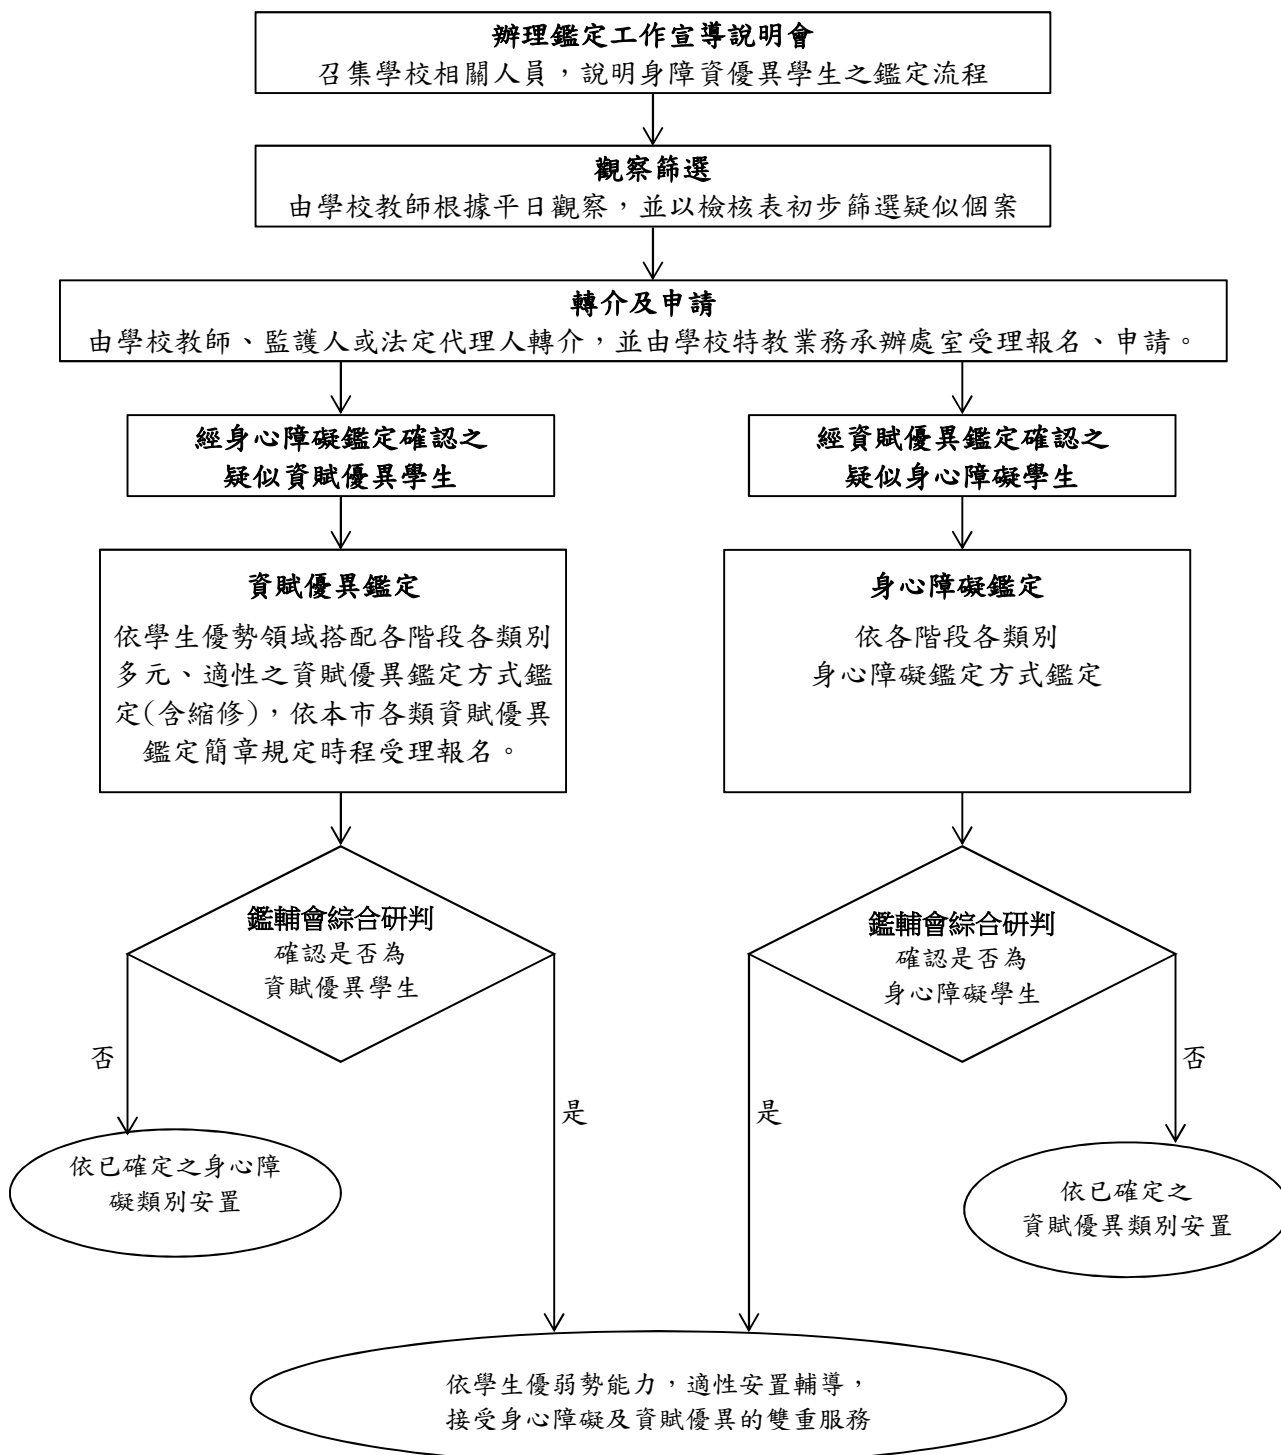 辦理鑑定工作宣導說明會
召集學校相關人員，說明身障資優異學生之鑑定流程
觀察篩選
由學校教師根據平日觀察，並以檢核表初步篩選疑似個案
轉介及申請
由學校教師、監護人或法定代理人轉介，並由學校特教業務承辦處室受理報名、申請。
經身心障礙鑑定確認之
疑似資賦優異學生
經資賦優異鑑定確認之
疑似身心障礙學生
資賦優異鑑定
依學生優勢領域搭配各階段各類別
多元、適性之資賦優異鑑定方式鑑
定(含縮修)，依本市各類資賦優異
鑑定簡章規定時程受理報名。
身心障礙鑑定
依各階段各類別
身心障礙鑑定方式鑑定
鑑輔會綜合研判
確認是否為
資賦優異學生
鑑輔會綜合研判
確認是否為
身心障礙學生
否
是
是
否
依已確定之身心障
礙類別安置
依已確定之
資賦優異類別安置
依學生優弱勢能力，適性安置輔導，
接受身心障礙及資賦優異的雙重服務